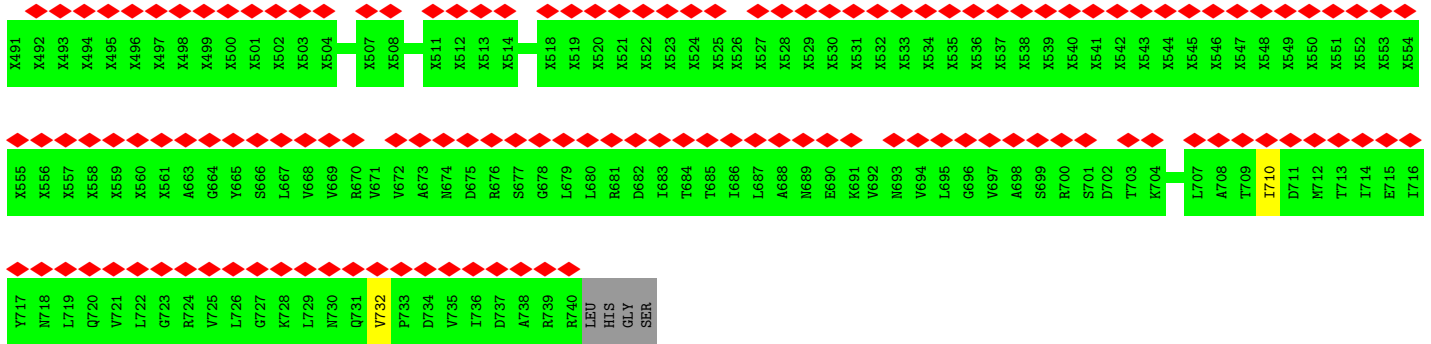 X491 X492 X493 X494 X495 X496 X497 X498 X499 X500 X501 X502 X503 X504 X507 X508 X511 X512 X513 X514 X518 X519 X520 X521 X522 X523 X524 X525 X526 X527 X528 X529 X530 X531 X532 X533 X534 X535 X536 X537 X538 X539 X540 X541 X542 X543 X544 X545 X546 X547 X548 X549 X550 X551 X552 X553 X554
X555 X556 X557 X558 X559 X560 X561 A663 G664 Y665 S666 L667 V668 V669 R670 V671 V672 A673 N674 D675 R676 S677 G678 L679 L680 R681 D682 I683 T684 T685 I686 L687 A688 N689 E690 K691 V692 N693 V694 L695 G696 V697 A698 S699 R700 S701 D702 T703 K704 L707 A708 T709 I710 D711 M712 T713 I714 E715 I716
Y717 N718 L719 Q720 V721 L722 G723 R724 V725 L726 G727 K728 L729 N730 Q731 V732 P733 D734 V735 I736 D737 A738 R739 R740 LEU HIS GLY SER